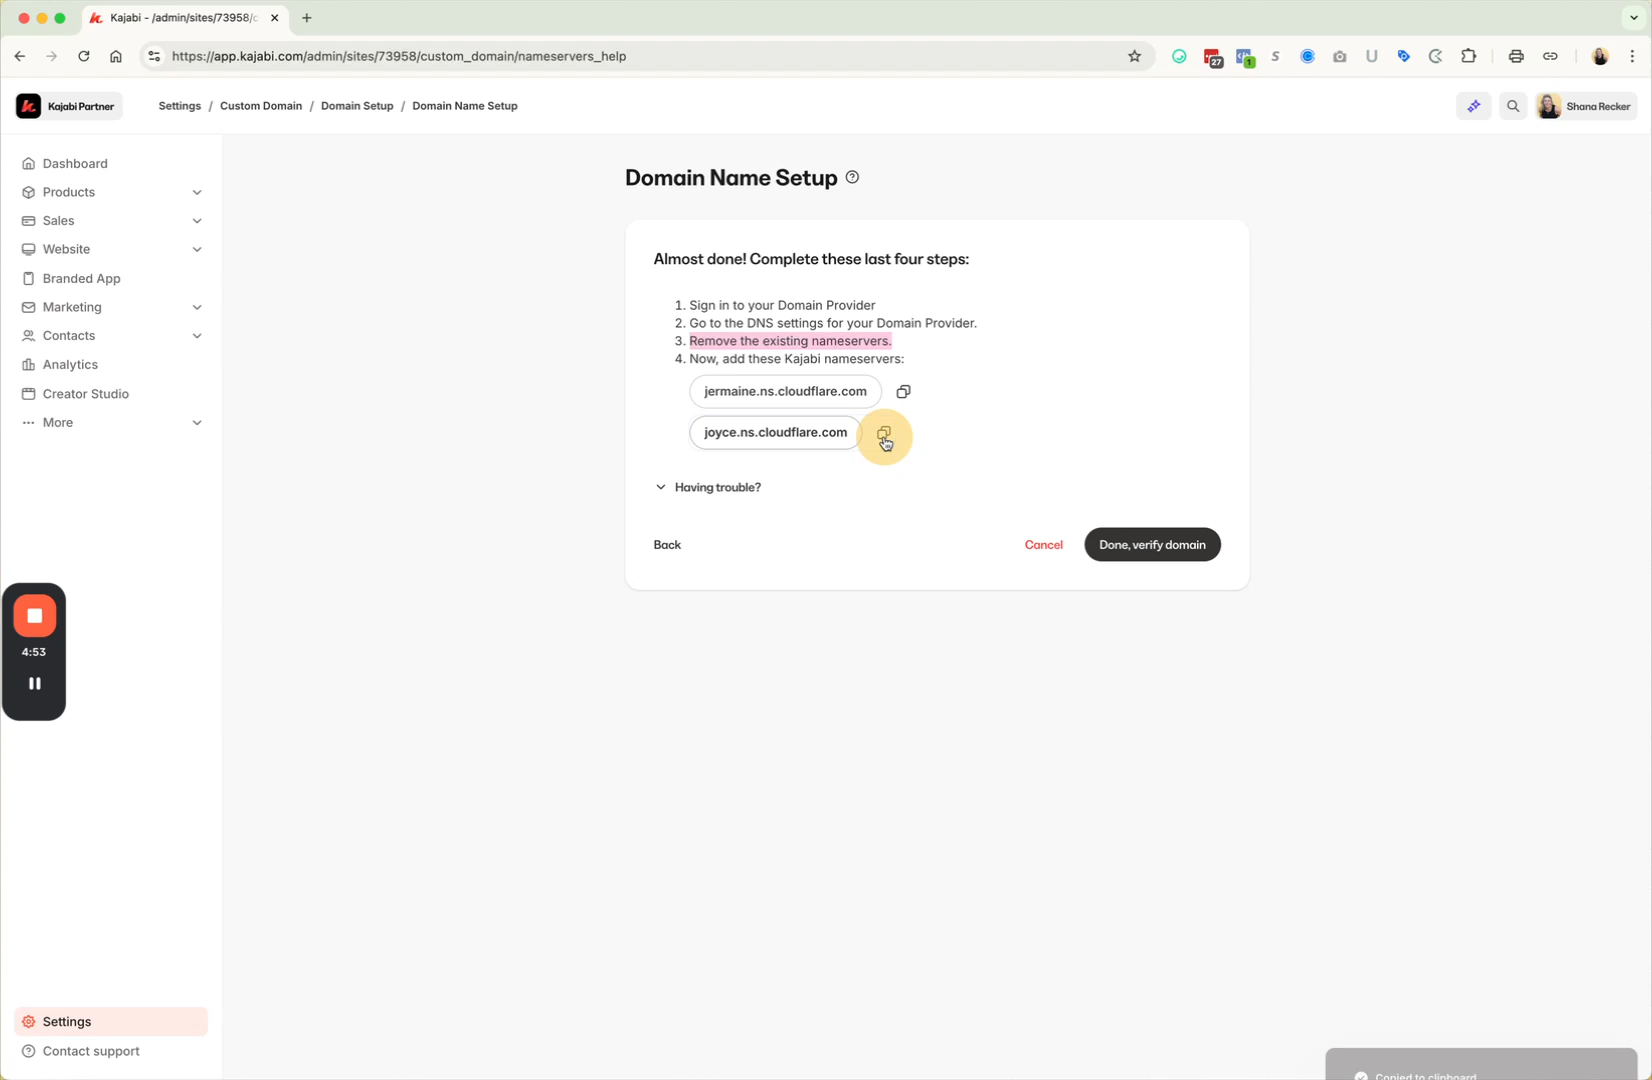 Kajabi - /admin/sites/73958/c
https://app.kajabi.com/admin/sites/73958/custom_domain/nameservers_help
27
1
S
U
Kajabi Partner
Settings / Custom Domain / Domain Setup / Domain Name Setup
Shana Recker
Dashboard
Products
Sales
Website
Branded App
Marketing
Contacts
Analytics
Creator Studio
More
Domain Name Setup
Almost done! Complete these last four steps:
1. Sign in to your Domain Provider
2. Go to the DNS settings for your Domain Provider.
3. Remove the existing nameservers.
4. Now, add these Kajabi nameservers:
jermaine.ns.cloudflare.com
joyce.ns.cloudflare.com
Having trouble?
Back
Cancel
Done, verify domain
4:53
Settings
Contact support
Copied to clipboard